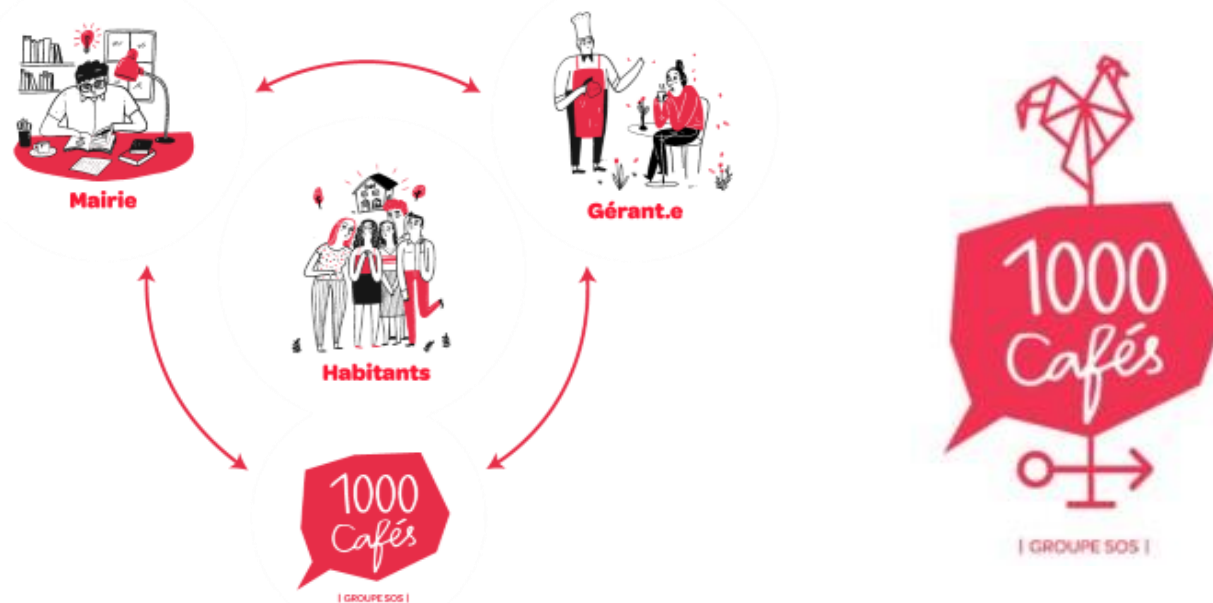 Mairie
Gérant.e
Habitants
1000
Cafés
| GROUPE SOS |
1000
Cafés
| GROUPE SOS |